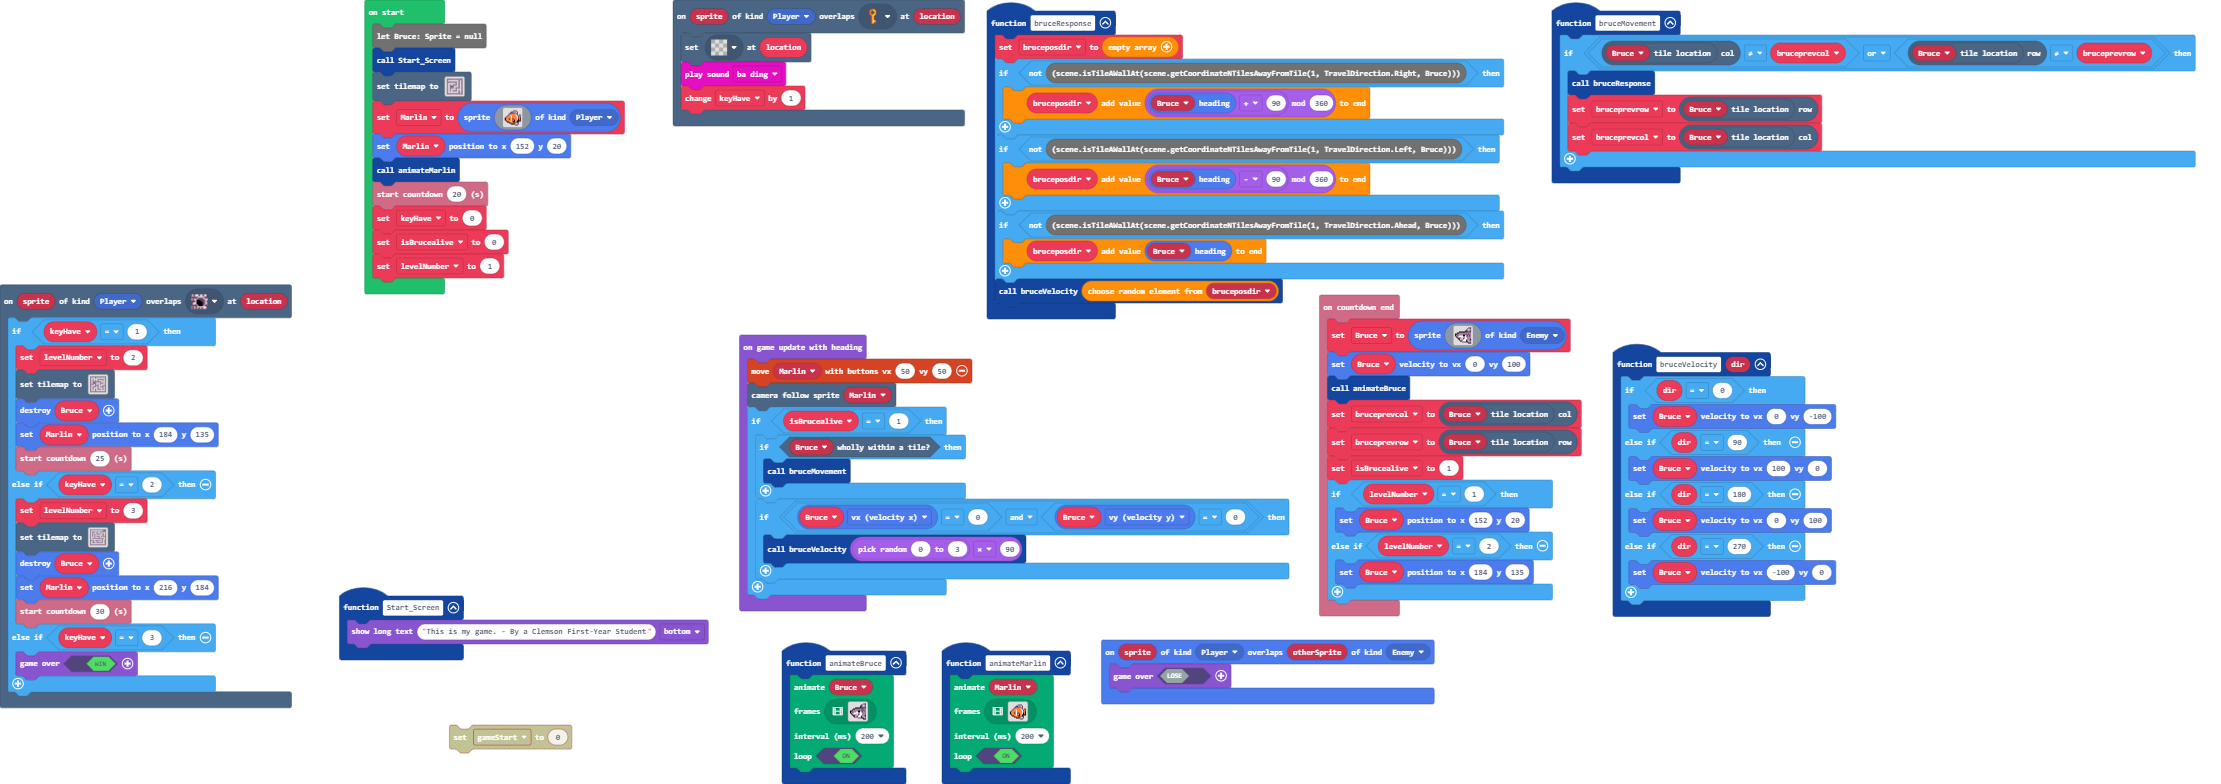 on start
let Bruce: Sprite = null
call Start_Screen
set tilemap to
set Marlin to sprite of kind Player
set Marlin position to x 152 y 20
call animateMarlin
start countdown 20 (s)
set keyHave to 0
set isBrucealive to 0
set levelNumber to 1
on sprite of kind Player overlaps at location
set at location
play sound ba ding
change keyHave by 1
function bruceResponse
set bruceposdir to empty array
if not (scene.isTileAWallAt(scene.getCoordinateNTilesAwayFromTile(1, TravelDirection.Right, Bruce))) then
bruceposdir add value Bruce heading + 90 mod 360 to end
if not (scene.isTileAWallAt(scene.getCoordinateNTilesAwayFromTile(1, TravelDirection.Left, Bruce))) then
bruceposdir add value Bruce heading - 90 mod 360 to end
if not (scene.isTileAWallAt(scene.getCoordinateNTilesAwayFromTile(1, TravelDirection.Ahead, Bruce))) then
bruceposdir add value Bruce heading to end
call bruceVelocity choose random element from bruceposdir
function bruceMovement
if Bruce tile location col ≠ bruceprevcol or Bruce tile location row ≠ bruceprevrow then
call bruceResponse
set bruceprevrow to Bruce tile location row
set bruceprevcol to Bruce tile location col
on sprite of kind Player overlaps at location
if keyHave = 1 then
set levelNumber to 2
set tilemap to
destroy Bruce
set Marlin position to x 184 y 135
start countdown 25 (s)
else if keyHave = 2 then
set levelNumber to 3
set tilemap to
destroy Bruce
set Marlin position to x 216 y 184
start countdown 30 (s)
else if keyHave = 3 then
game over WIN
on game update with heading
move Marlin with buttons vx 50 vy 50
camera follow sprite Marlin
if isBrucealive = 1 then
if Bruce wholly within a tile? then
call bruceMovement
if Bruce vx (velocity x) = 0 and Bruce vy (velocity y) = 0 then
call bruceVelocity pick random 0 to 3 × 90
on countdown end
set Bruce to sprite of kind Enemy
set Bruce velocity to vx 0 vy 100
call animateBruce
set bruceprevcol to Bruce tile location col
set bruceprevrow to Bruce tile location row
set isBrucealive to 1
if levelNumber = 1 then
set Bruce position to x 152 y 20
else if levelNumber = 2 then
set Bruce position to x 184 y 135
function bruceVelocity dir
if dir = 0 then
set Bruce velocity to vx 0 vy -100
else if dir = 90 then
set Bruce velocity to vx 100 vy 0
else if dir = 180 then
set Bruce velocity to vx 0 vy 100
else if dir = 270 then
set Bruce velocity to vx -100 vy 0
function Start_Screen
show long text "This is my game. - By a Clemson First-Year Student" bottom
set gameStart to 0
function animateBruce
animate Bruce
frames
interval (ms) 200
loop ON
function animateMarlin
animate Marlin
frames
interval (ms) 200
loop ON
on sprite of kind Player overlaps otherSprite of kind Enemy
game over LOSE